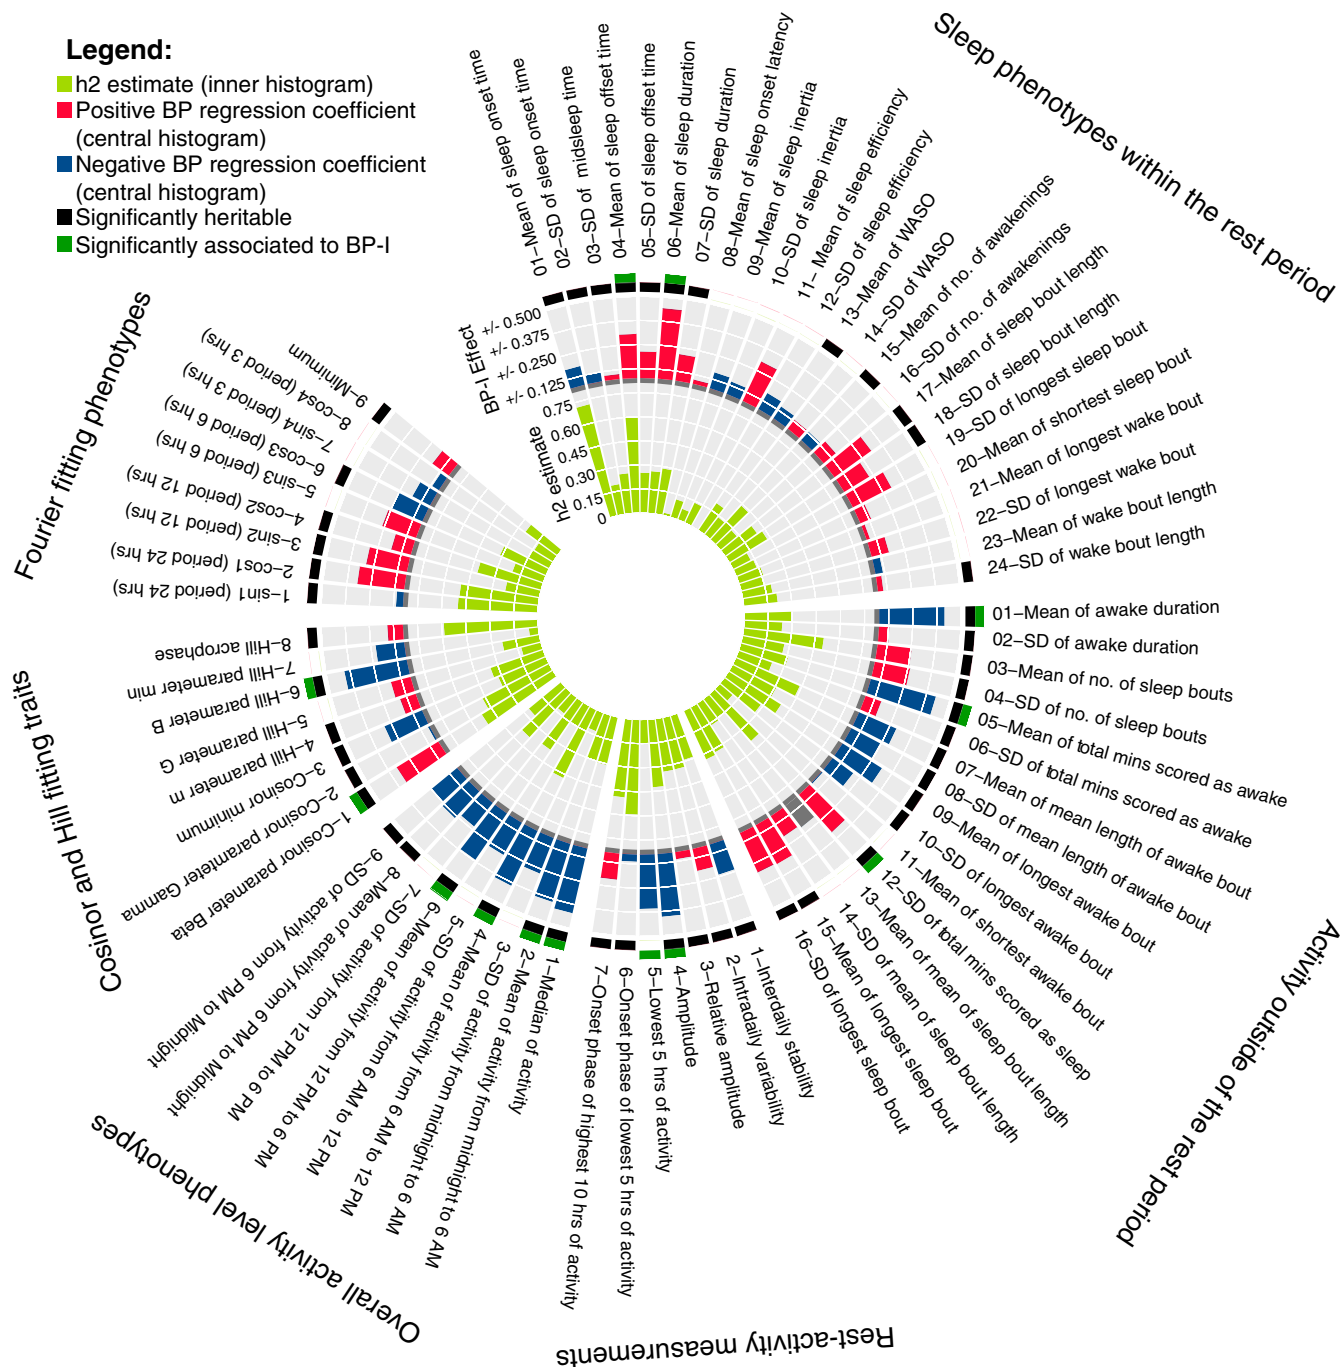 Legend:
h2 estimate (inner histogram)
Positive BP regression coefficient
(central histogram)
Negative BP regression coefficient
(central histogram)
Significantly heritable
Significantly associated to BP-I
Sleep phenotypes within the rest period
01–Mean of sleep onset time
02–SD of sleep onset time
03–SD of midsleep time
04–Mean of sleep offset time
05–SD of sleep offset time
06–Mean of sleep duration
07–SD of sleep duration
08–Mean of sleep onset latency
09–Mean of sleep inertia
10–SD of sleep inertia
11– Mean of sleep efficiency
12–SD of sleep efficiency
13–Mean of WASO
14–SD of WASO
15–Mean of no. of awakenings
16–SD of no. of awakenings
17–Mean of sleep bout length
18–SD of sleep bout length
19–SD of longest sleep bout
20–Mean of shortest sleep bout
21–Mean of longest wake bout
22–SD of longest wake bout
23–Mean of wake bout length
24–SD of wake bout length
Activity outside of the rest period
01–Mean of awake duration
02–SD of awake duration
03–Mean of no. of sleep bouts
04–SD of no. of sleep bouts
05–Mean of total mins scored as awake
06–SD of total mins scored as awake
07–Mean of mean length of awake bout
08–SD of mean length of awake bout
09–Mean of longest awake bout
10–SD of longest awake bout
11–Mean of shortest awake bout
12–SD of total mins scored as sleep
13–Mean of mean of sleep bout length
14–SD of mean of sleep bout length
15–Mean of longest sleep bout
16–SD of longest sleep bout
Rest-activity measurements
1–Interdaily stability
2–Intradaily variability
3–Relative amplitude
4–Amplitude
5–Lowest 5 hrs of activity
6–Onset phase of lowest 5 hrs of activity
7–Onset phase of highest 10 hrs of activity
Overall activity level phenotypes
1–Median of activity
2–Mean of activity from midnight to 6 AM
3–SD of activity from midnight to 6 AM
4–Mean of activity from 6 AM to 12 PM
5–SD of activity from 6 AM to 12 PM
6–Mean of activity from 12 PM to 6 PM
7–SD of activity from 12 PM to 6 PM
8–Mean of activity from 6 PM to Midnight
9–SD of activity from 6 PM to Midnight
Cosinor and Hill fitting traits
1–Cosinor parameter Beta
2–Cosinor parameter Gamma
3–Cosinor minimum
4–Hill parameter m
5–Hill parameter G
6–Hill parameter B
7–Hill parameter min
8–Hill acrophase
Fourier fitting phenotypes
1–sin1 (period 24 hrs)
2–cos1 (period 24 hrs)
3–sin2 (period 12 hrs)
4–cos2 (period 12 hrs)
5–sin3 (period 6 hrs)
6–cos3 (period 6 hrs)
7–sin4 (period 3 hrs)
8–cos4 (period 3 hrs)
9–Minimum
BP-I Effect
+/- 0.500
+/- 0.375
+/- 0.250
+/- 0.125
h2 estimate
0.75
0.60
0.45
0.30
0.15
0